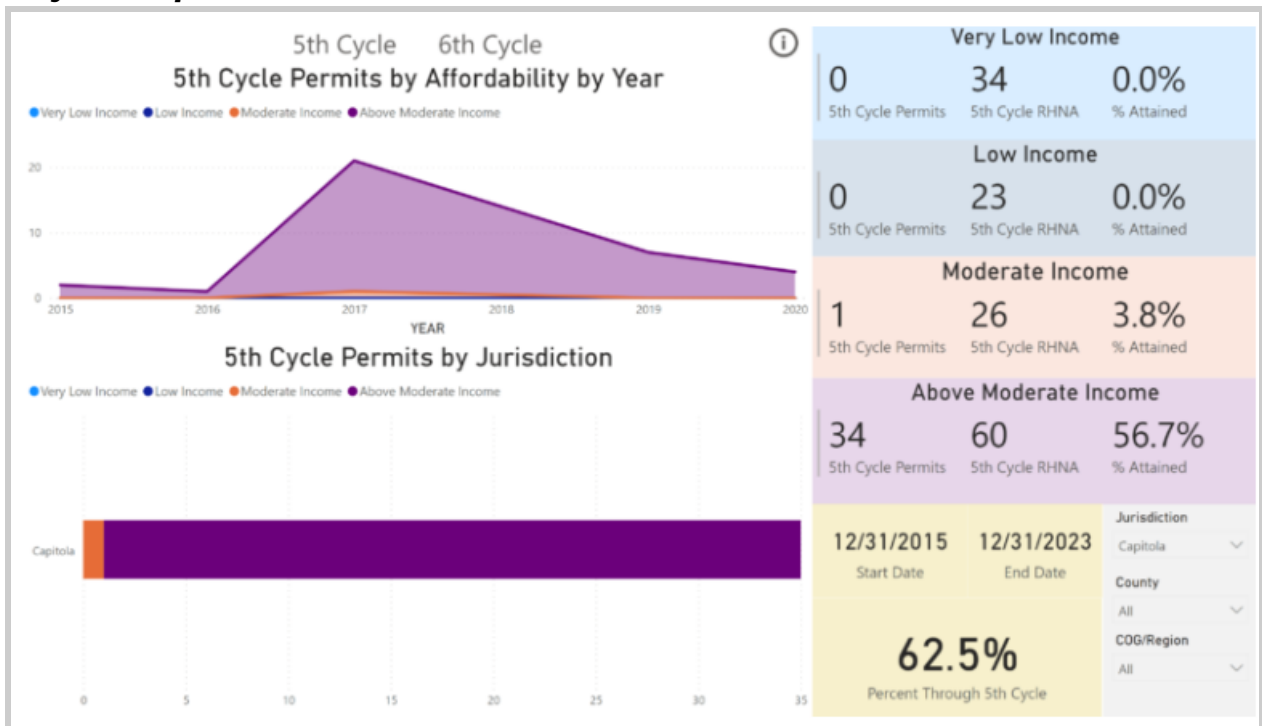 5th Cycle 6th Cycle
5th Cycle Permits by Affordability by Year
Very Low Income Low Income Moderate Income Above Moderate Income
20
10
0
2015 2016 2017 2018 2019 2020
YEAR
5th Cycle Permits by Jurisdiction
Very Low Income Low Income Moderate Income Above Moderate Income
Capitola
0 5 10 15 20 25 30 35
Very Low Income
0 34 0.0%
5th Cycle Permits 5th Cycle RHNA % Attained
Low Income
0 23 0.0%
5th Cycle Permits 5th Cycle RHNA % Attained
Moderate Income
1 26 3.8%
5th Cycle Permits 5th Cycle RHNA % Attained
Above Moderate Income
34 60 56.7%
5th Cycle Permits 5th Cycle RHNA % Attained
12/31/2015 12/31/2023
Start Date End Date
62.5%
Percent Through 5th Cycle
Jurisdiction
Capitola
County
All
COG/Region
All